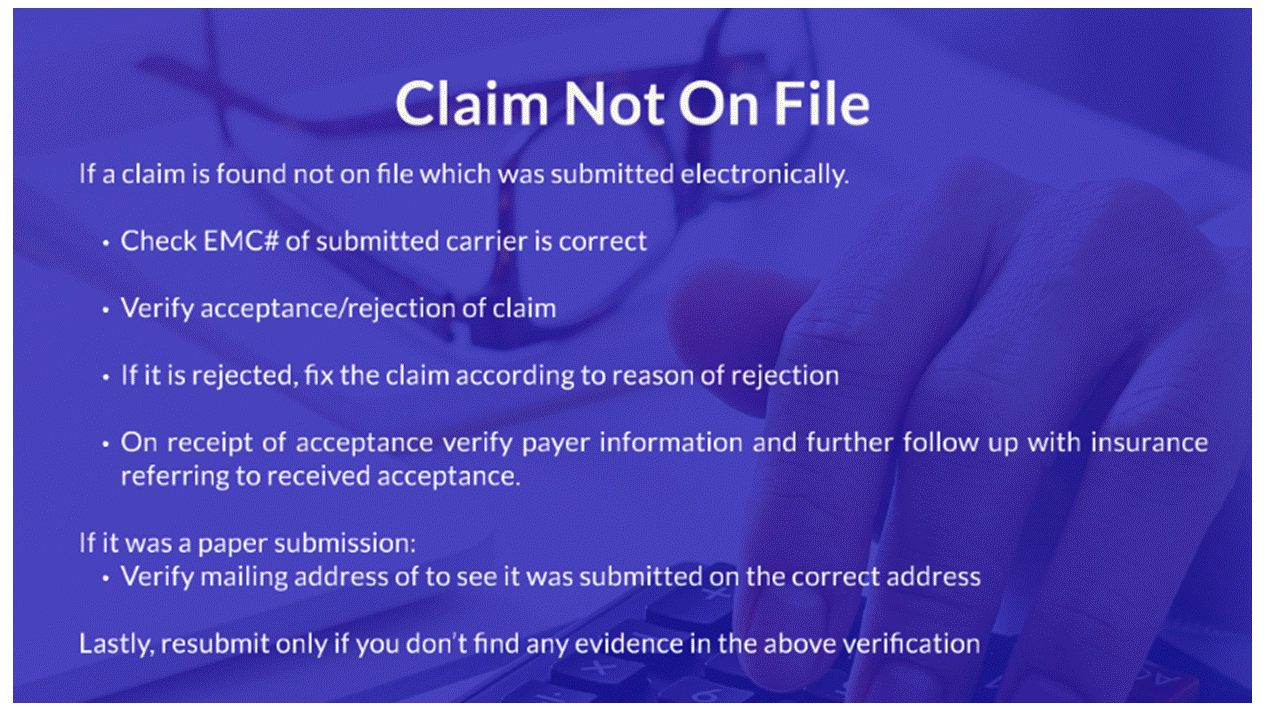 Claim Not On File
If a claim is found not on file which was submitted electronically.
• Check EMC# of submitted carrier is correct
• Verify acceptance/rejection of claim
• If it is rejected, fix the claim according to reason of rejection
• On receipt of acceptance verify payer information and further follow up with insurance
referring to received acceptance.
If it was a paper submission:
• Verify mailing address of to see it was submitted on the correct address
Lastly, resubmit only if you don't find any evidence in the above verification